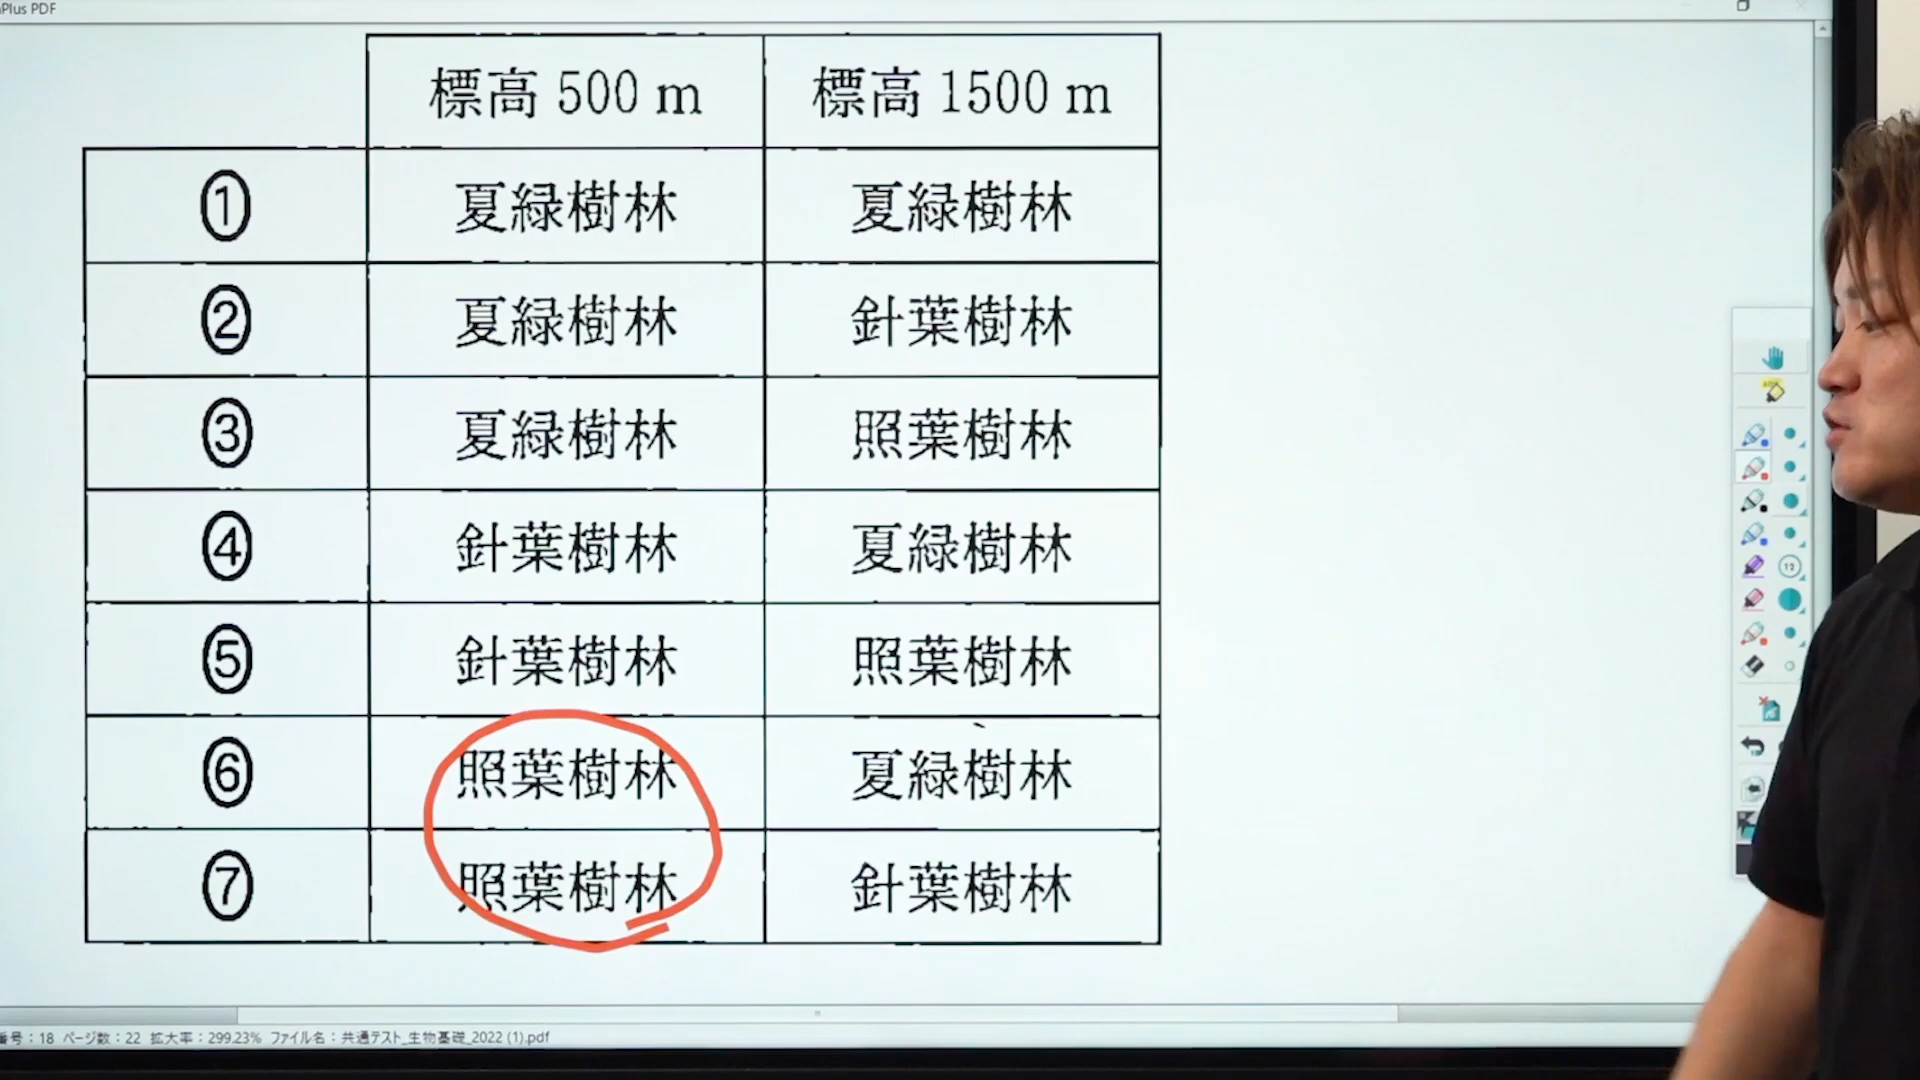 Plus PDF
標高 500 m 標高 1500 m
① 夏緑樹林 夏緑樹林
② 夏緑樹林 針葉樹林
③ 夏緑樹林 照葉樹林
④ 針葉樹林 夏緑樹林
⑤ 針葉樹林 照葉樹林
⑥ 照葉樹林 夏緑樹林
⑦ 照葉樹林 針葉樹林
12
番号:18 ページ数:22 拡大率:299.23% ファイル名:共通テスト_生物基礎_2022 (1).pdf